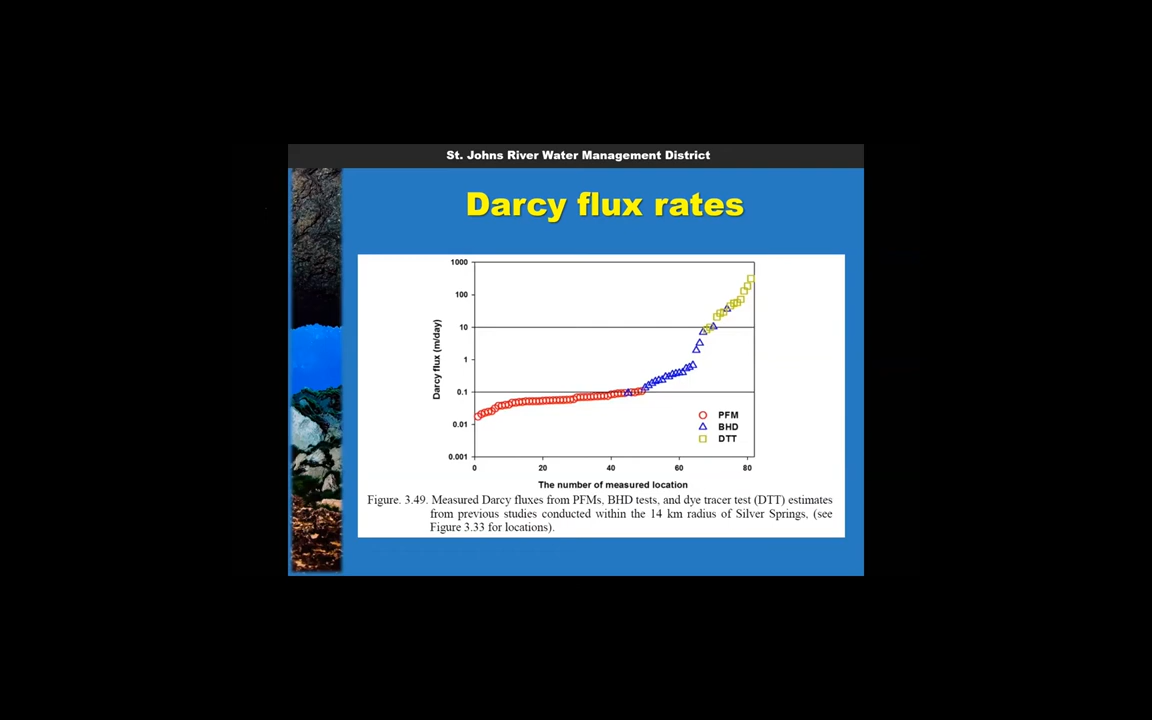 St. Johns River Water Management District
Darcy flux rates
1000
100
10
1
0.1
0.01
0.001
Darcy flux (m/day)
PFM
BHD
DTT
0 20 40 60 80
The number of measured location
Figure. 3.49. Measured Darcy fluxes from PFMs, BHD tests, and dye tracer test (DTT) estimates
from previous studies conducted within the 14 km radius of Silver Springs, (see
Figure 3.33 for locations).